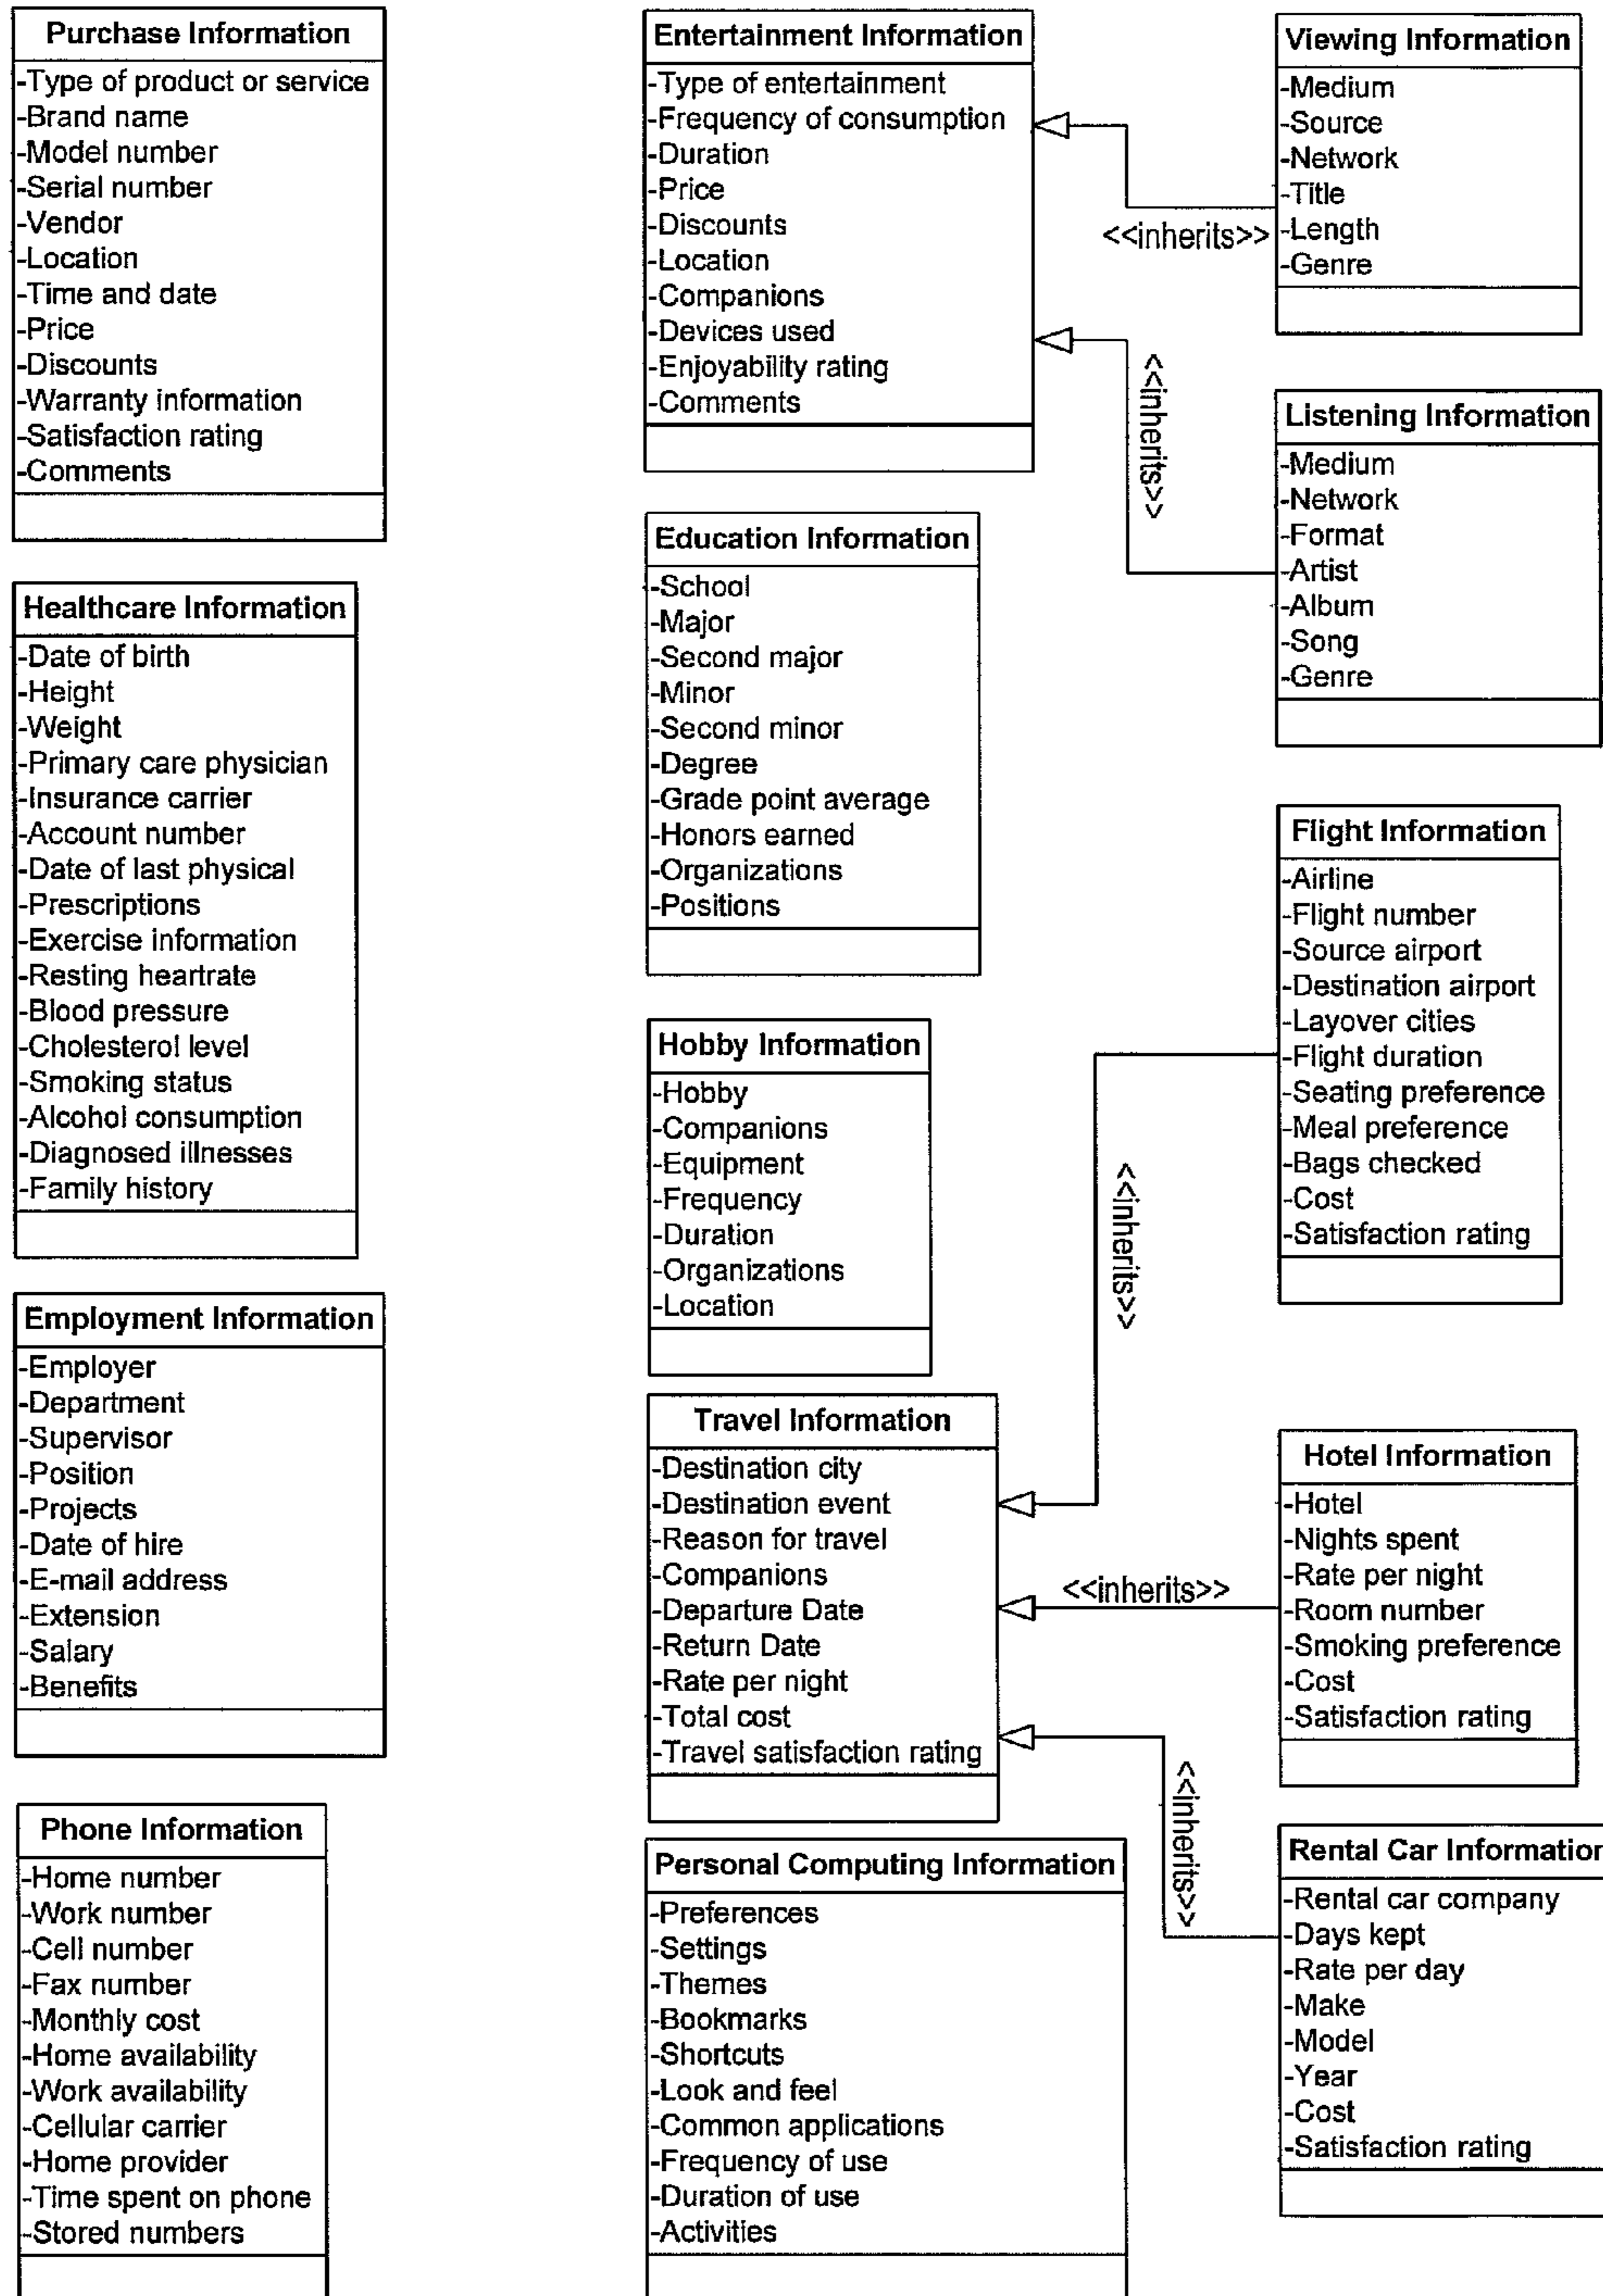 Purchase Information
-Type of product or service
-Brand name
-Model number
-Serial number
-Vendor
-Location
-Time and date
-Price
-Discounts
-Warranty information
-Satisfaction rating
-Comments
Healthcare Information
-Date of birth
-Height
-Weight
-Primary care physician
-Insurance carrier
-Account number
-Date of last physical
-Prescriptions
-Exercise information
-Resting heartrate
-Blood pressure
-Cholesterol level
-Smoking status
-Alcohol consumption
-Diagnosed illnesses
-Family history
Employment Information
-Employer
-Department
-Supervisor
-Position
-Projects
-Date of hire
-E-mail address
-Extension
-Salary
-Benefits
Phone Information
-Home number
-Work number
-Cell number
-Fax number
-Monthly cost
-Home availability
-Work availability
-Cellular carrier
-Home provider
-Time spent on phone
-Stored numbers
Entertainment Information
-Type of entertainment
-Frequency of consumption
-Duration
-Price
-Discounts
-Location
-Companions
-Devices used
-Enjoyability rating
-Comments
Education Information
-School
-Major
-Second major
-Minor
-Second minor
-Degree
-Grade point average
-Honors earned
-Organizations
-Positions
Hobby Information
-Hobby
-Companions
-Equipment
-Frequency
-Duration
-Organizations
-Location
Travel Information
-Destination city
-Destination event
-Reason for travel
-Companions
-Departure Date
-Return Date
-Rate per night
-Total cost
-Travel satisfaction rating
Personal Computing Information
-Preferences
-Settings
-Themes
-Bookmarks
-Shortcuts
-Look and feel
-Common applications
-Frequency of use
-Duration of use
-Activities
<<inherits>>
<<inherits>>
<<inherits>>
<<inherits>>
<<inherits>>
Viewing Information
-Medium
-Source
-Network
-Title
-Length
-Genre
Listening Information
-Medium
-Network
-Format
-Artist
-Album
-Song
-Genre
Flight Information
-Airline
-Flight number
-Source airport
-Destination airport
-Layover cities
-Flight duration
-Seating preference
-Meal preference
-Bags checked
-Cost
-Satisfaction rating
Hotel Information
-Hotel
-Nights spent
-Rate per night
-Room number
-Smoking preference
-Cost
-Satisfaction rating
Rental Car Information
-Rental car company
-Days kept
-Rate per day
-Make
-Model
-Year
-Cost
-Satisfaction rating